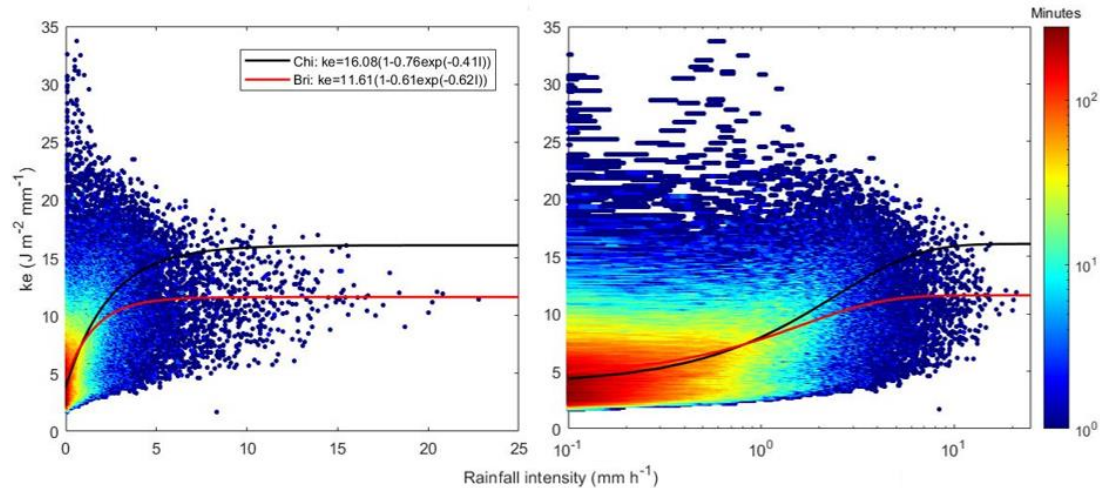 Minutes
35
30
25
20
15
10
5
0
0 5 10 15 20 25
ke (J m⁻² mm⁻¹)
Chi: ke=16.08(1-0.76exp(-0.41I))
Bri: ke=11.61(1-0.61exp(-0.62I))
35
30
25
20
15
10
5
0
10⁻¹ 10⁰ 10¹
10²
10¹
10⁰
Rainfall intensity (mm h⁻¹)